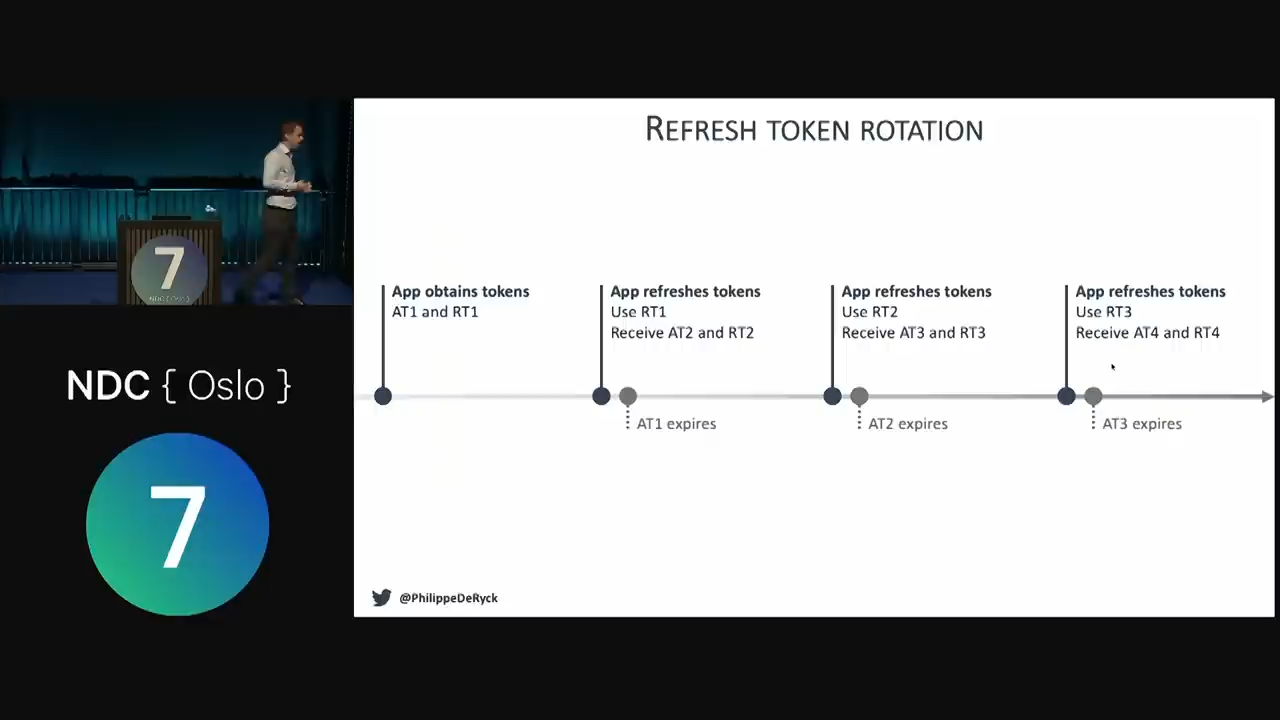 REFRESH TOKEN ROTATION
App obtains tokens
AT1 and RT1
App refreshes tokens
Use RT1
Receive AT2 and RT2
App refreshes tokens
Use RT2
Receive AT3 and RT3
App refreshes tokens
Use RT3
Receive AT4 and RT4
AT1 expires
AT2 expires
AT3 expires
@PhilippeDeRyck
7
NDC { Oslo }
7